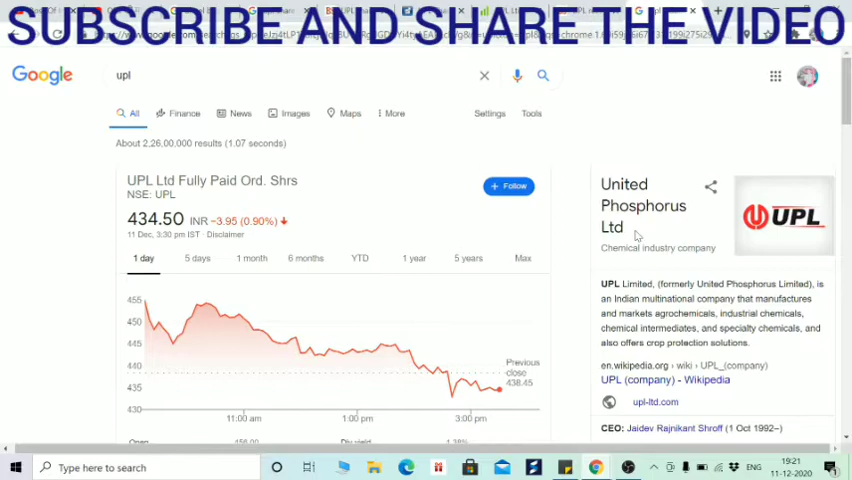 SUBSCRIBE AND SHARE THE VIDEO
Google
upl
All
Finance
News
Images
Maps
More
Settings
Tools
About 2,26,00,000 results (1.07 seconds)
UPL Ltd Fully Paid Ord. Shrs
NSE: UPL
+ Follow
434.50 INR −3.95 (0.90%)
11 Dec, 3:30 pm IST · Disclaimer
1 day
5 days
1 month
6 months
YTD
1 year
5 years
Max
455
450
445
440
435
430
Previous
close
438.45
11:00 am
1:00 pm
3:00 pm
Open
Div yield
1.38%
United
Phosphorus
Ltd
Chemical industry company
UPL
UPL Limited, (formerly United Phosphorus Limited), is
an Indian multinational company that manufactures
and markets agrochemicals, industrial chemicals,
chemical intermediates, and specialty chemicals, and
also offers crop protection solutions.
en.wikipedia.org › wiki › UPL_(company)
UPL (company) - Wikipedia
upl-ltd.com
CEO: Jaidev Rajnikant Shroff (1 Oct 1992–)
Type here to search
ENG
19:21
11-12-2020